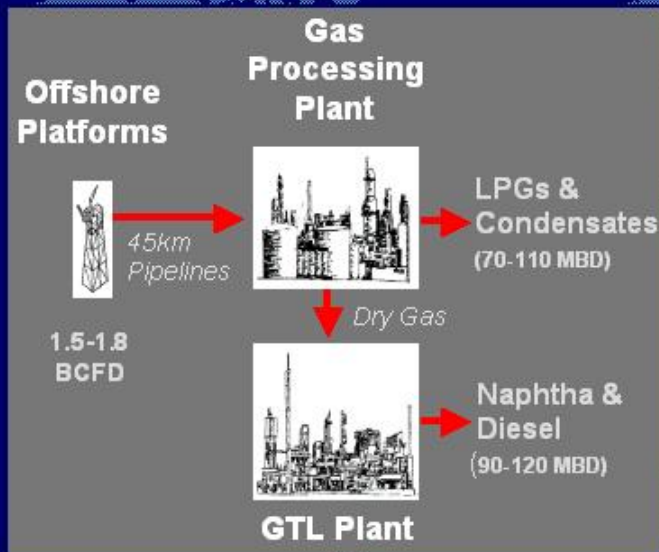 Offshore
Platforms
Gas
Processing
Plant
45km
Pipelines
1.5-1.8
BCFD
LPGs &
Condensates
(70-110 MBD)
Dry Gas
Naphtha &
Diesel
(90-120 MBD)
GTL Plant